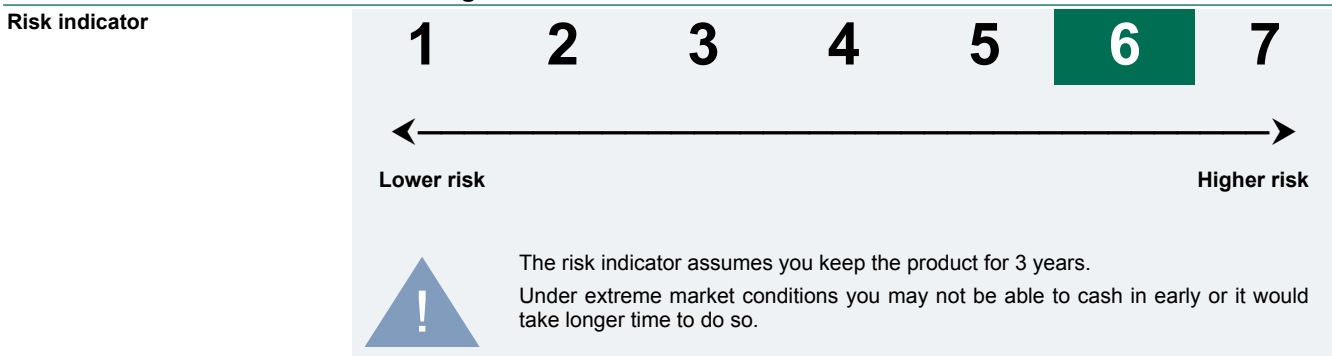 Risk indicator
1 2 3 4 5 6 7
Lower risk Higher risk
! The risk indicator assumes you keep the product for 3 years.
Under extreme market conditions you may not be able to cash in early or it would
take longer time to do so.